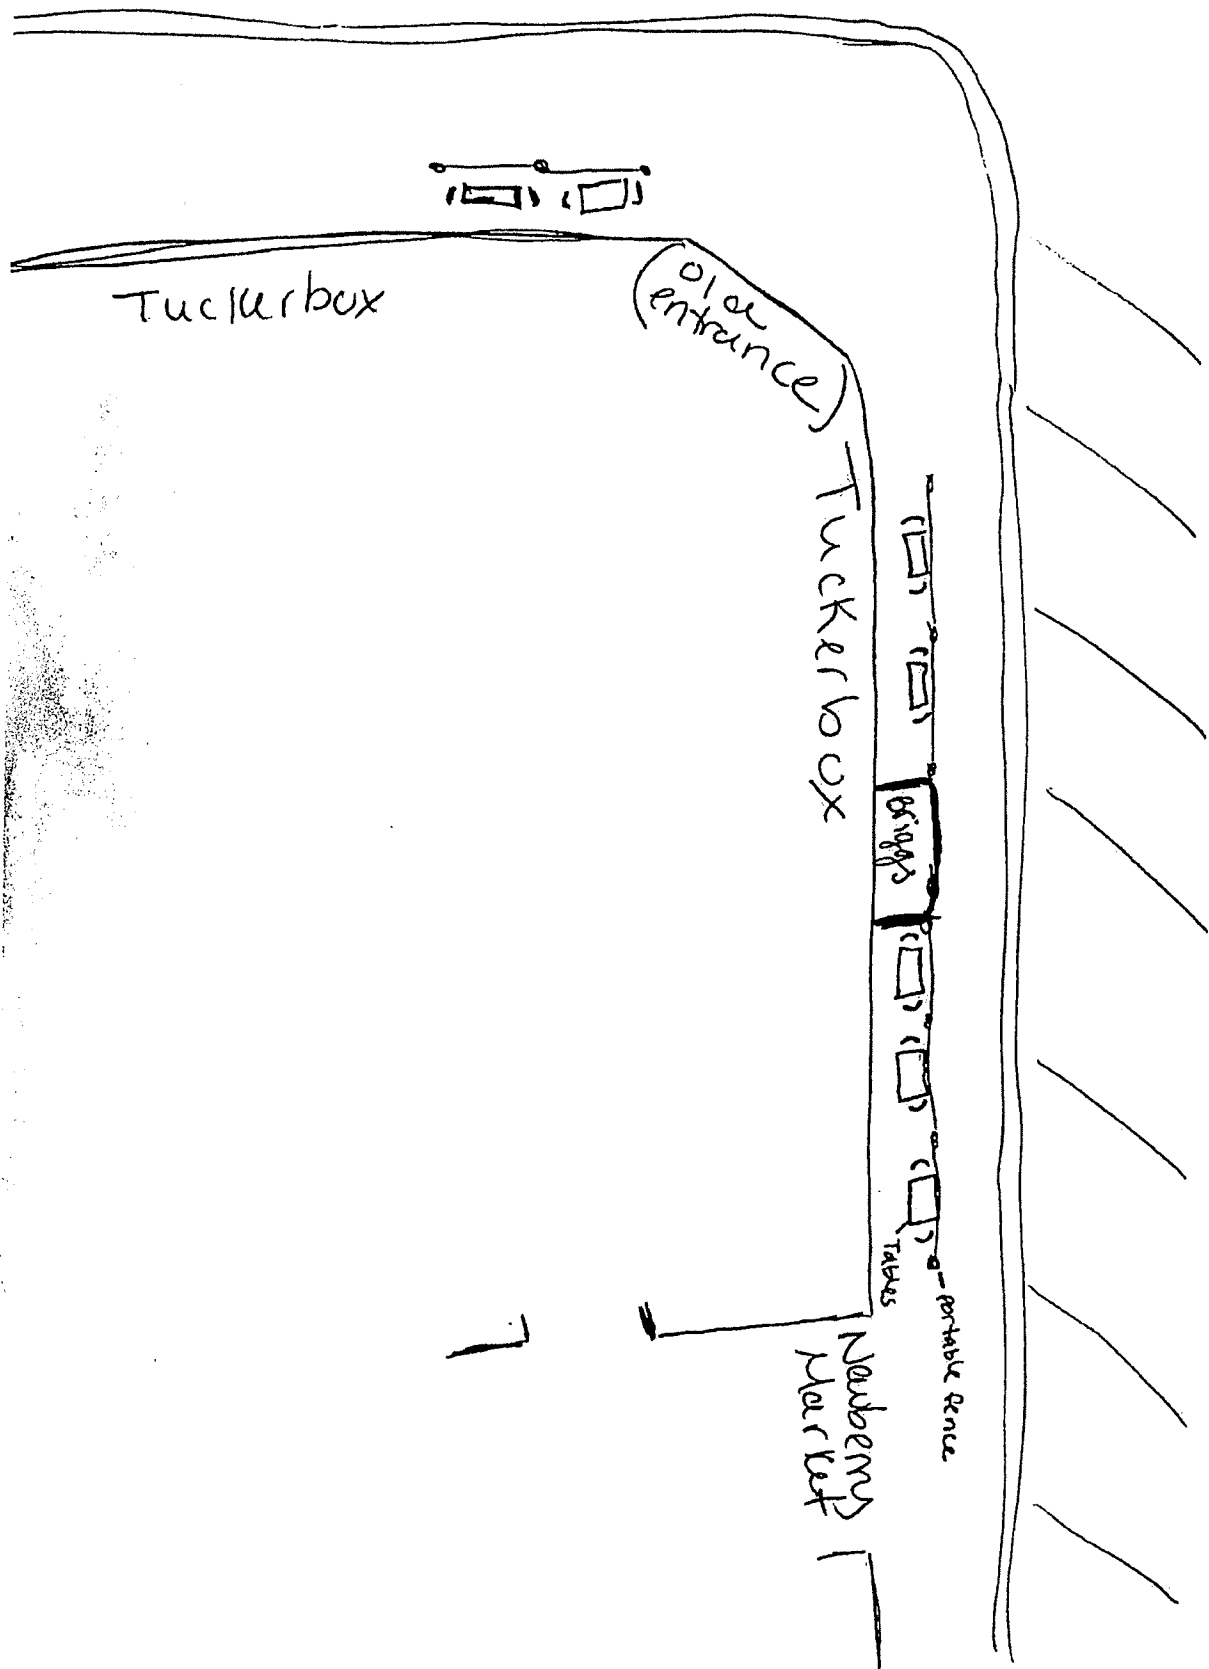 Tuckerbox
(old
entrance)
Tuckerbox
Briggs
Tables
portable fence
Newberry
Market